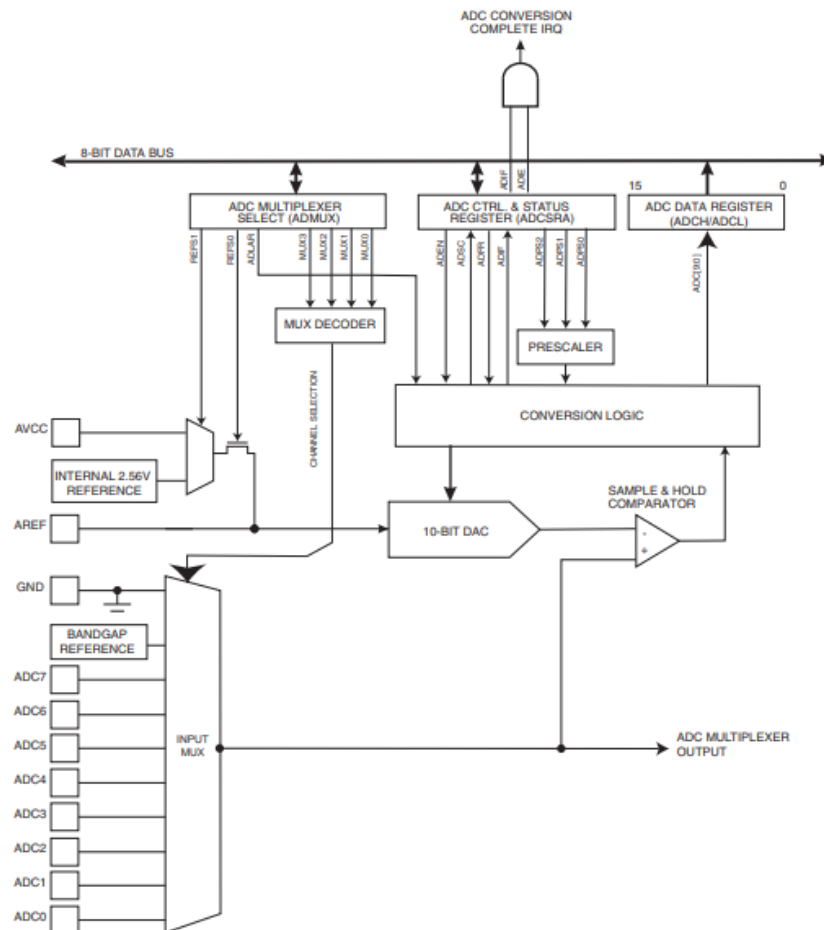 ADC CONVERSION
COMPLETE IRQ
8-BIT DATA BUS
ADIF
ADIE
15
0
ADC MULTIPLEXER
SELECT (ADMUX)
ADC CTRL. & STATUS
REGISTER (ADCSRA)
ADC DATA REGISTER
(ADCH/ADCL)
REFS1
REFS0
ADLAR
MUX3
MUX2
MUX1
MUX0
ADEN
ADSC
ADFR
ADIF
ADPS2
ADPS1
ADPS0
ADC[9:0]
MUX DECODER
PRESCALER
CHANNEL SELECTION
CONVERSION LOGIC
AVCC
INTERNAL 2.56V
REFERENCE
SAMPLE & HOLD
COMPARATOR
AREF
10-BIT DAC
-
+
GND
BANDGAP
REFERENCE
ADC7
ADC6
ADC5
INPUT
MUX
ADC MULTIPLEXER
OUTPUT
ADC4
ADC3
ADC2
ADC1
ADC0